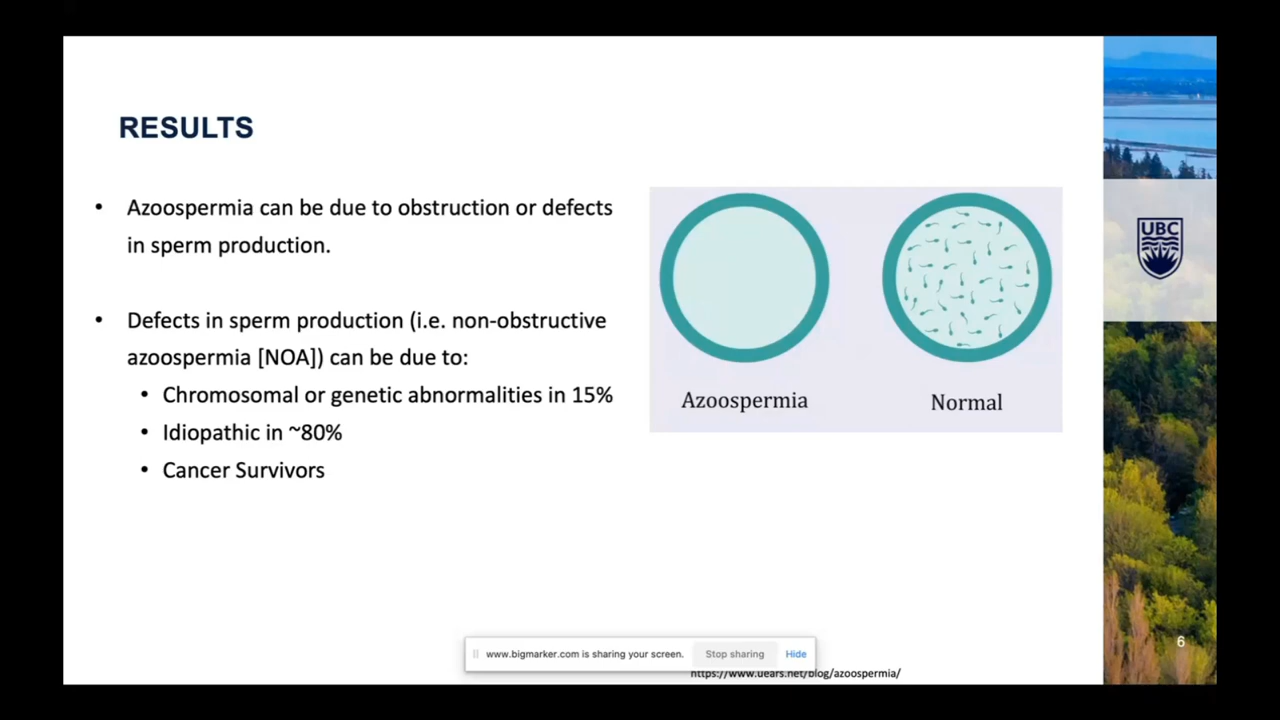 RESULTS
• Azoospermia can be due to obstruction or defects
in sperm production.
• Defects in sperm production (i.e. non-obstructive
azoospermia [NOA]) can be due to:
• Chromosomal or genetic abnormalities in 15%
• Idiopathic in ~80%
• Cancer Survivors
Azoospermia
Normal
UBC
6
www.bigmarker.com is sharing your screen. Stop sharing Hide
https://www.uears.net/blog/azoospermia/